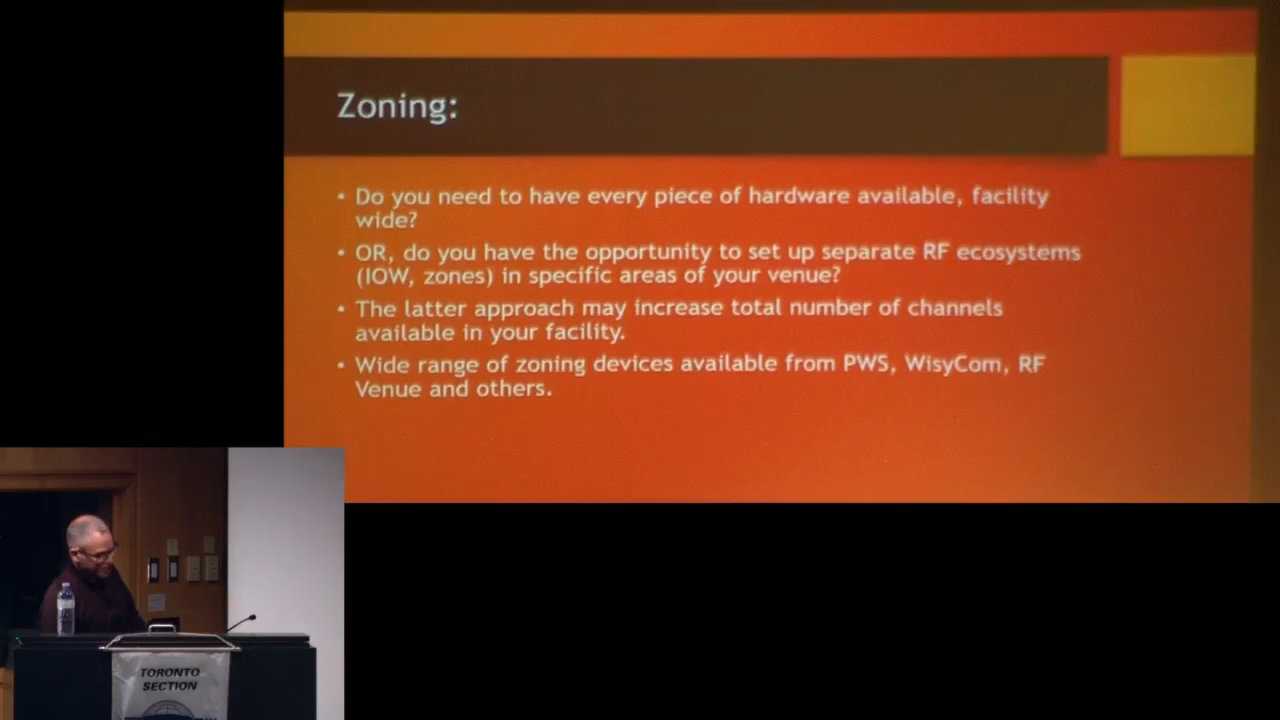 Zoning:
• Do you need to have every piece of hardware available, facility
wide?
• OR, do you have the opportunity to set up separate RF ecosystems
(IOW, zones) in specific areas of your venue?
• The latter approach may increase total number of channels
available in your facility.
• Wide range of zoning devices available from PWS, WisyCom, RF
Venue and others.
TORONTO
SECTION